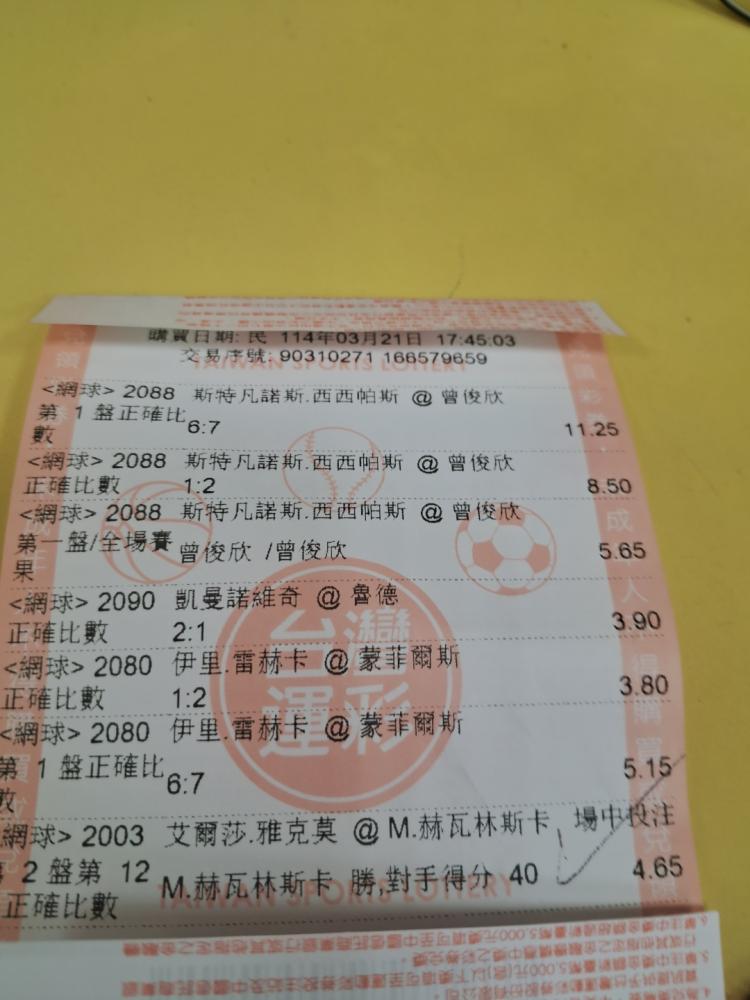 購買日期: 民 114年03月21日 17:45:03
交易序號: 90310271 166579659
TAIWAN SPORTS LOTTERY
<網球> 2088 斯特凡諾斯.西西帕斯 @ 曾俊欣
第 1 盤正確比
數 6:7 11.25
<網球> 2088 斯特凡諾斯.西西帕斯 @ 曾俊欣
正確比數 1:2 8.50
<網球> 2088 斯特凡諾斯.西西帕斯 @ 曾俊欣
第一盤/全場賽
果 曾俊欣 /曾俊欣 5.65
<網球> 2090 凱曼諾維奇 @ 魯德
正確比數 2:1 3.90
<網球> 2080 伊里.雷赫卡 @ 蒙菲爾斯
正確比數 1:2 3.80
<網球> 2080 伊里.雷赫卡 @ 蒙菲爾斯
第 1 盤正確比
數 6:7 5.15
網球> 2003 艾爾莎.雅克莫 @ M.赫瓦林斯卡 場中投注
2 盤第 12
正確比數 M.赫瓦林斯卡 勝,對手得分 40 4.65
台灣
運彩
TAIWAN SPORTS LOTTERY